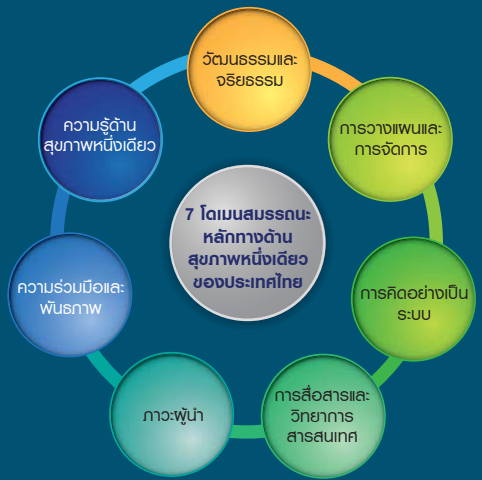 วัฒนธรรมและ
จริยธรรม
การวางแผนและ
การจัดการ
การคิดอย่างเป็น
ระบบ
การสื่อสารและ
วิทยาการ
สารสนเทศ
ภาวะผู้นำ
ความร่วมมือและ
พันธภาพ
ความรู้ด้าน
สุขภาพหนึ่งเดียว
7 โดเมนสมรรถนะ
หลักทางด้าน
สุขภาพหนึ่งเดียว
ของประเทศไทย